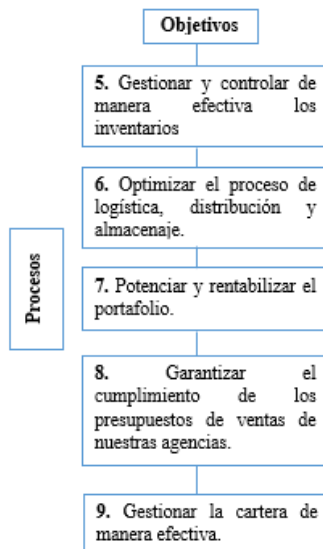 Objetivos
5. Gestionar y controlar de
manera efectiva los
inventarios
6. Optimizar el proceso de
logística, distribución y
almacenaje.
Procesos
7. Potenciar y rentabilizar el
portafolio.
8. Garantizar el
cumplimiento de los
presupuestos de ventas de
nuestras agencias.
9. Gestionar la cartera de
manera efectiva.